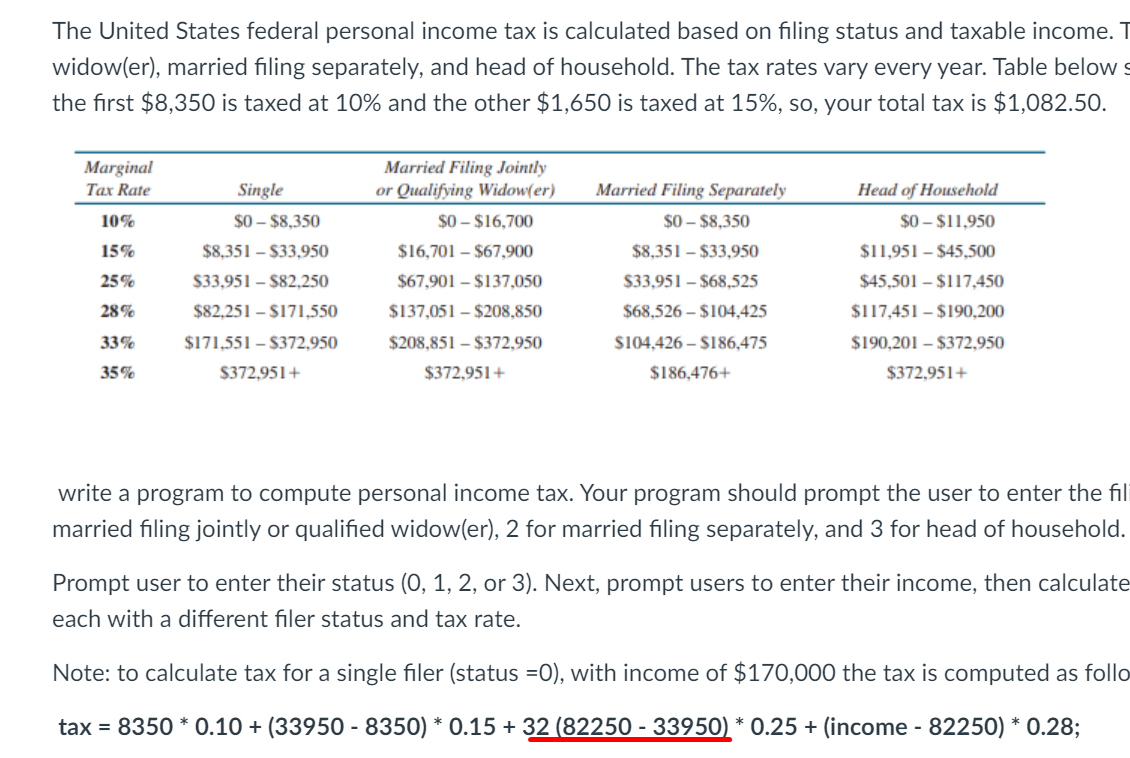 The United States federal personal income tax is calculated based on filing status and taxable income. T
widow(er), married filing separately, and head of household. The tax rates vary every year. Table below s
the first $8,350 is taxed at 10% and the other $1,650 is taxed at 15%, so, your total tax is $1,082.50.
Marginal Tax Rate Single Married Filing Jointly or Qualifying Widow(er) Married Filing Separately Head of Household
10% $0 – $8,350 $0 – $16,700 $0 – $8,350 $0 – $11,950
15% $8,351 – $33,950 $16,701 – $67,900 $8,351 – $33,950 $11,951 – $45,500
25% $33,951 – $82,250 $67,901 – $137,050 $33,951 – $68,525 $45,501 – $117,450
28% $82,251 – $171,550 $137,051 – $208,850 $68,526 – $104,425 $117,451 – $190,200
33% $171,551 – $372,950 $208,851 – $372,950 $104,426 – $186,475 $190,201 – $372,950
35% $372,951+ $372,951+ $186,476+ $372,951+
write a program to compute personal income tax. Your program should prompt the user to enter the fili
married filing jointly or qualified widow(er), 2 for married filing separately, and 3 for head of household.
Prompt user to enter their status (0, 1, 2, or 3). Next, prompt users to enter their income, then calculate
each with a different filer status and tax rate.
Note: to calculate tax for a single filer (status =0), with income of $170,000 the tax is computed as follo
tax = 8350 * 0.10 + (33950 - 8350) * 0.15 + 32 (82250 - 33950) * 0.25 + (income - 82250) * 0.28;